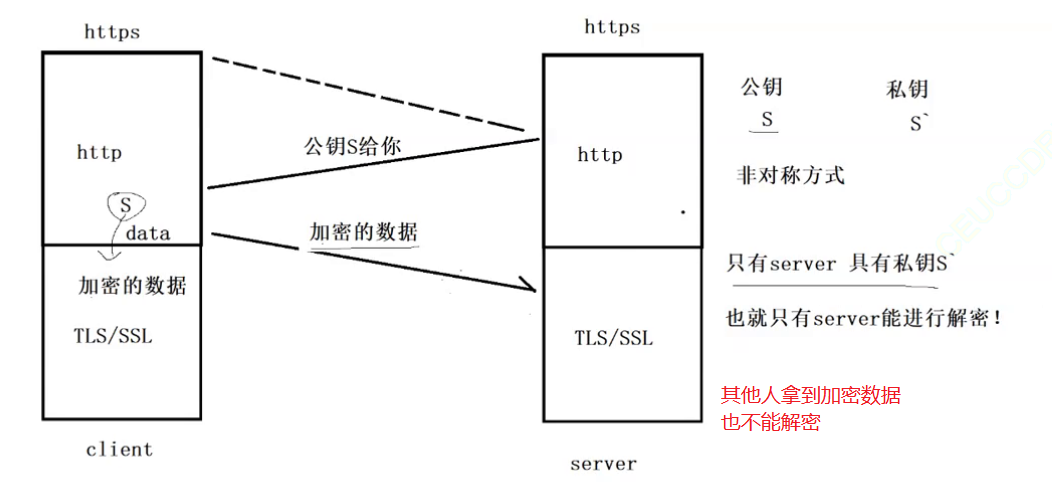 https
https
公钥
私钥
S
S`
公钥S给你
http
http
非对称方式
S
data
加密的数据
加密的数据
只有server 具有私钥S`
也就只有server能进行解密!
TLS/SSL
TLS/SSL
其他人拿到加密数据
也不能解密
client
server